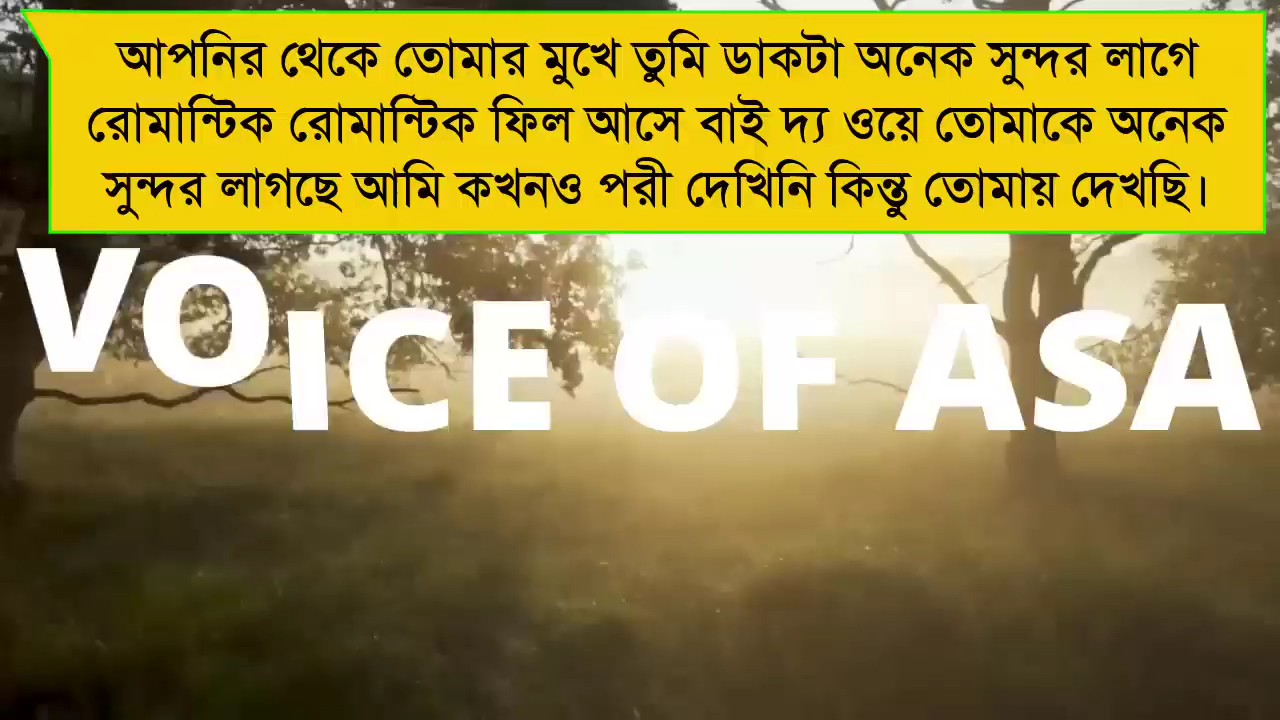 আপনির থেকে তোমার মুখে তুমি ডাকটা অনেক সুন্দর লাগে
রোমান্টিক রোমান্টিক ফিল আসে বাই দ্য ওয়ে তোমাকে অনেক
সুন্দর লাগছে আমি কখনও পরী দেখিনি কিন্তু তোমায় দেখছি।
VOICE OF ASA